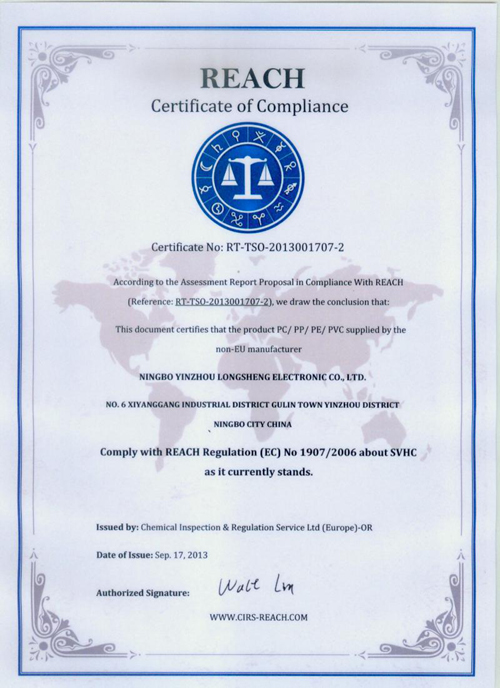 REACH
Certificate of Compliance
Certificate No: RT-TSO-2013001707-2
According to the Assessment Report Proposal in Compliance With REACH
(Reference: RT-TSO-2013001707-2), we draw the conclusion that:
This document certifies that the product PC/ PP/ PE/ PVC supplied by the
non-EU manufacturer
NINGBO YINZHOU LONGSHENG ELECTRONIC CO., LTD.
NO. 6 XIYANGGANG INDUSTRIAL DISTRICT GULIN TOWN YINZHOU DISTRICT
NINGBO CITY CHINA
Comply with REACH Regulation (EC) No 1907/2006 about SVHC
as it currently stands.
Issued by: Chemical Inspection & Regulation Service Ltd (Europe)-OR
Date of Issue: Sep. 17, 2013
Authorized Signature:
WWW.CIRS-REACH.COM